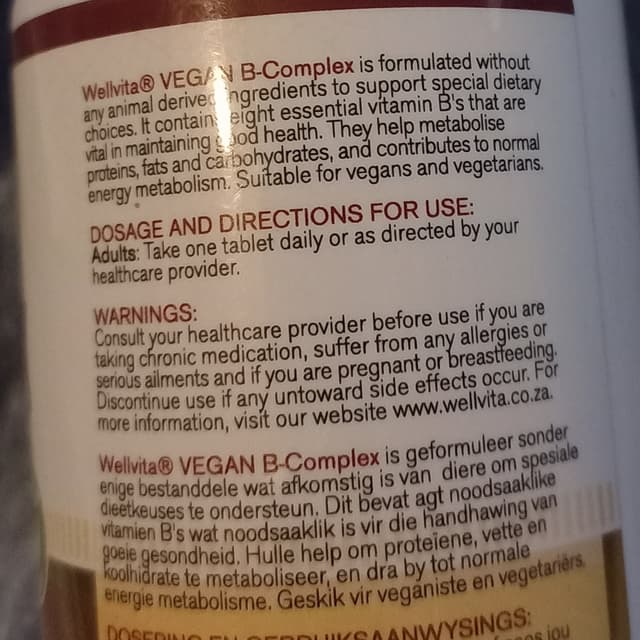 Wellvita® VEGAN B-Complex is formulated without
any animal derived ingredients to support special dietary
choices. It contain eight essential vitamin B's that are
vital in maintaining good health. They help metabolise
proteins, fats and carbohydrates, and contributes to normal
energy metabolism. Suitable for vegans and vegetarians.
DOSAGE AND DIRECTIONS FOR USE:
Adults: Take one tablet daily or as directed by your
healthcare provider.
WARNINGS:
Consult your healthcare provider before use if you are
taking chronic medication, suffer from any allergies or
serious ailments and if you are pregnant or breastfeeding.
Discontinue use if any untoward side effects occur. For
more information, visit our website www.wellvita.co.za.
Wellvita® VEGAN B-Complex is geformuleer sonder
enige bestanddele wat afkomstig is van diere om spesiale
dieetkeuses te ondersteun. Dit bevat agt noodsaaklike
vitamien B's wat noodsaaklik is vir die handhawing van
goeie gesondheid. Hulle help om proteïene, vette en
koolhidrate te metaboliseer, en dra by tot normale
energie metabolisme. Geskik vir veganiste en vegetariërs.
DOSERING EN GEBRUIKSAANWYSINGS:
jou